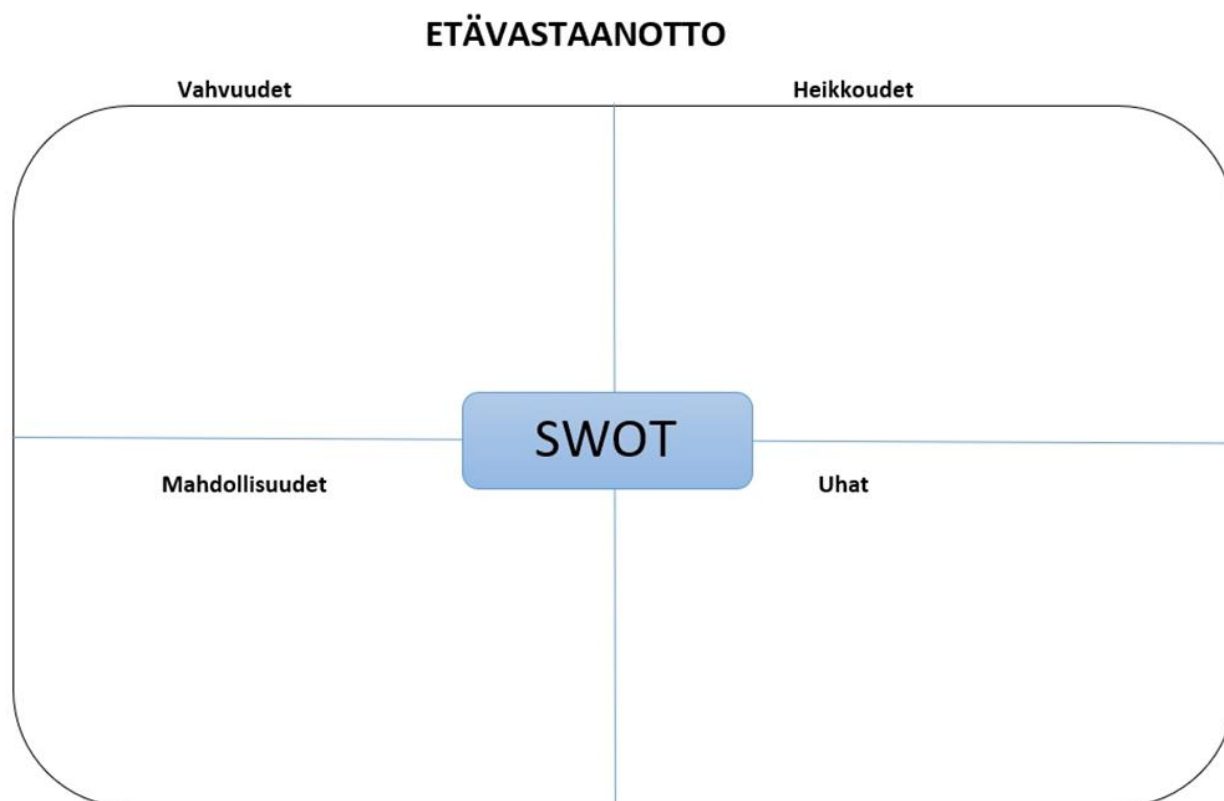 ETÄVASTAANOTTO
Vahvuudet
Heikkoudet
SWOT
Mahdollisuudet
Uhat